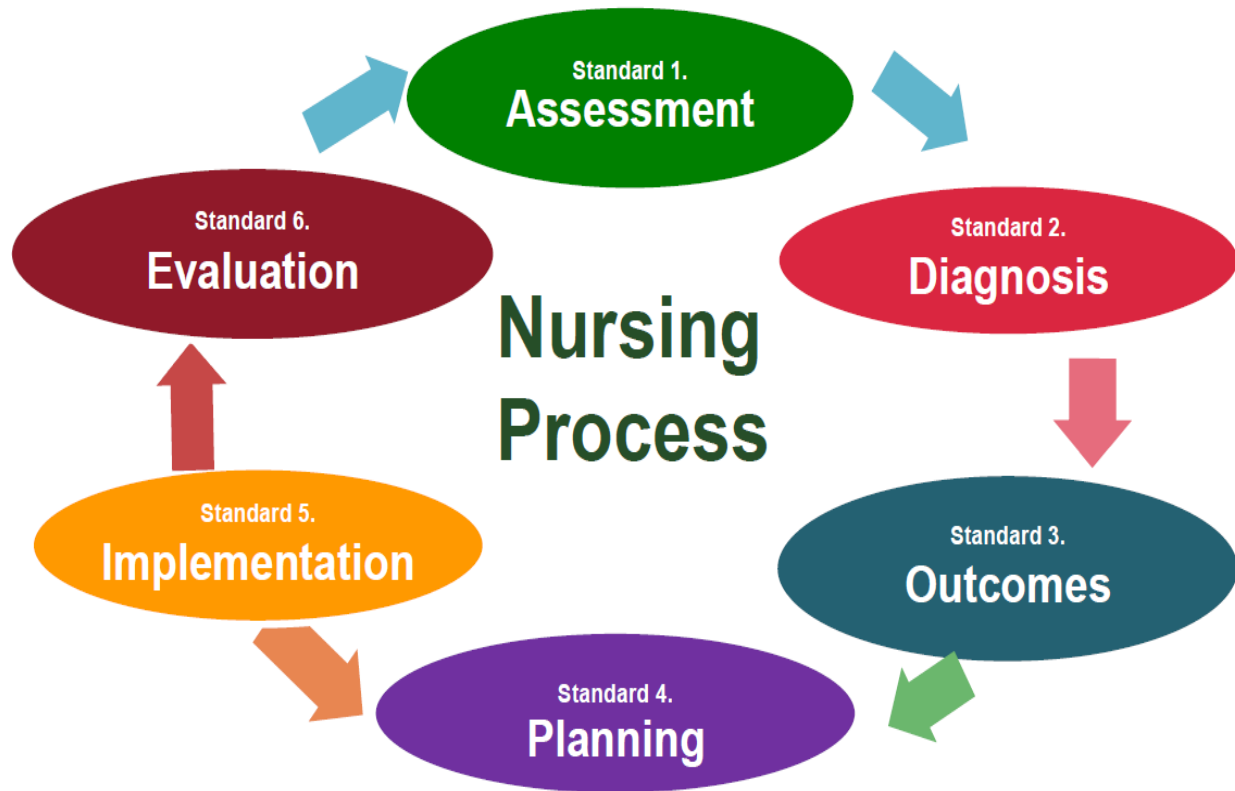 Standard 1.
Assessment
Standard 2.
Diagnosis
Standard 3.
Outcomes
Standard 4.
Planning
Standard 5.
Implementation
Standard 6.
Evaluation
Nursing
Process